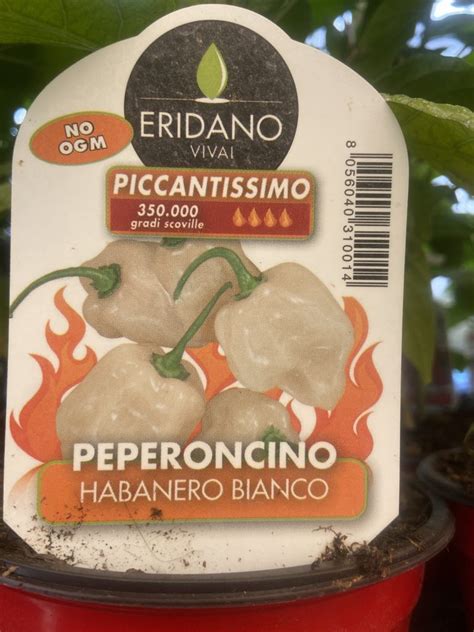 ERIDANO
VIVAI
NO
OGM
PICCANTISSIMO
350.000
gradi scoville
8 056040 310014
PEPERONCINO
HABANERO BIANCO